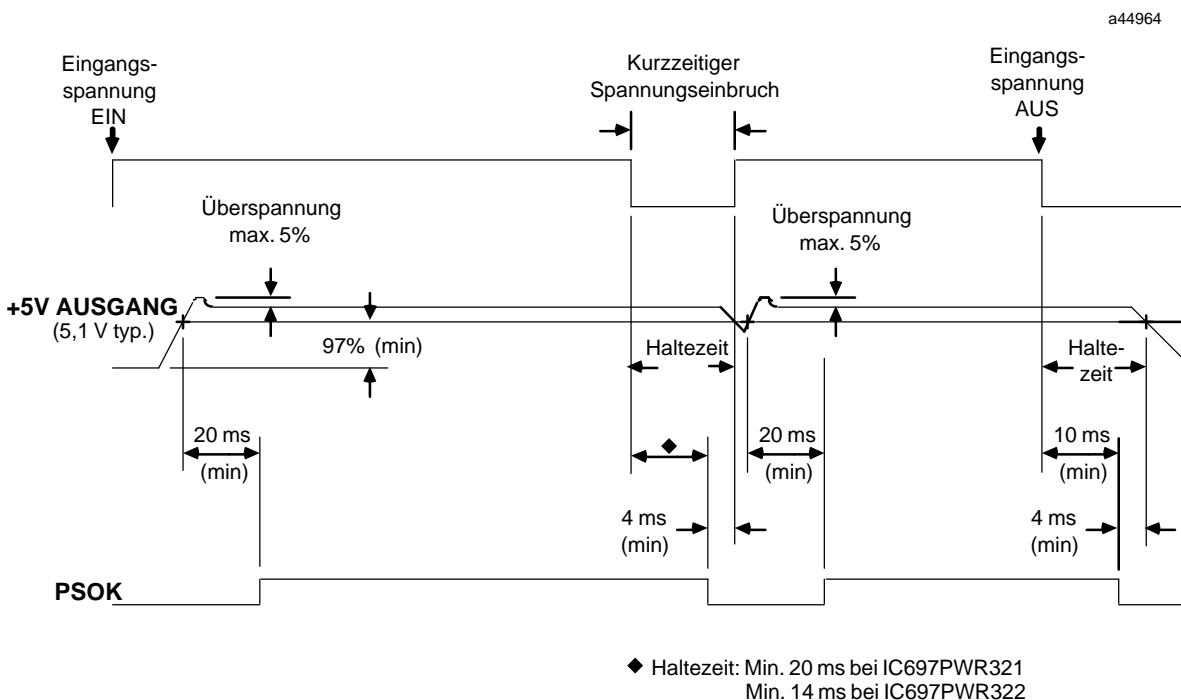 a44964
Eingangs-
spannung
EIN
Kurzzeitiger
Spannungseinbruch
Eingangs-
spannung
AUS
Überspannung
max. 5%
Überspannung
max. 5%
+5V AUSGANG
(5,1 V typ.)
97% (min)
Haltezeit
Halte-
zeit
20 ms
(min)
◆
20 ms
(min)
10 ms
(min)
4 ms
(min)
4 ms
(min)
PSOK
◆ Haltezeit: Min. 20 ms bei IC697PWR321
Min. 14 ms bei IC697PWR322